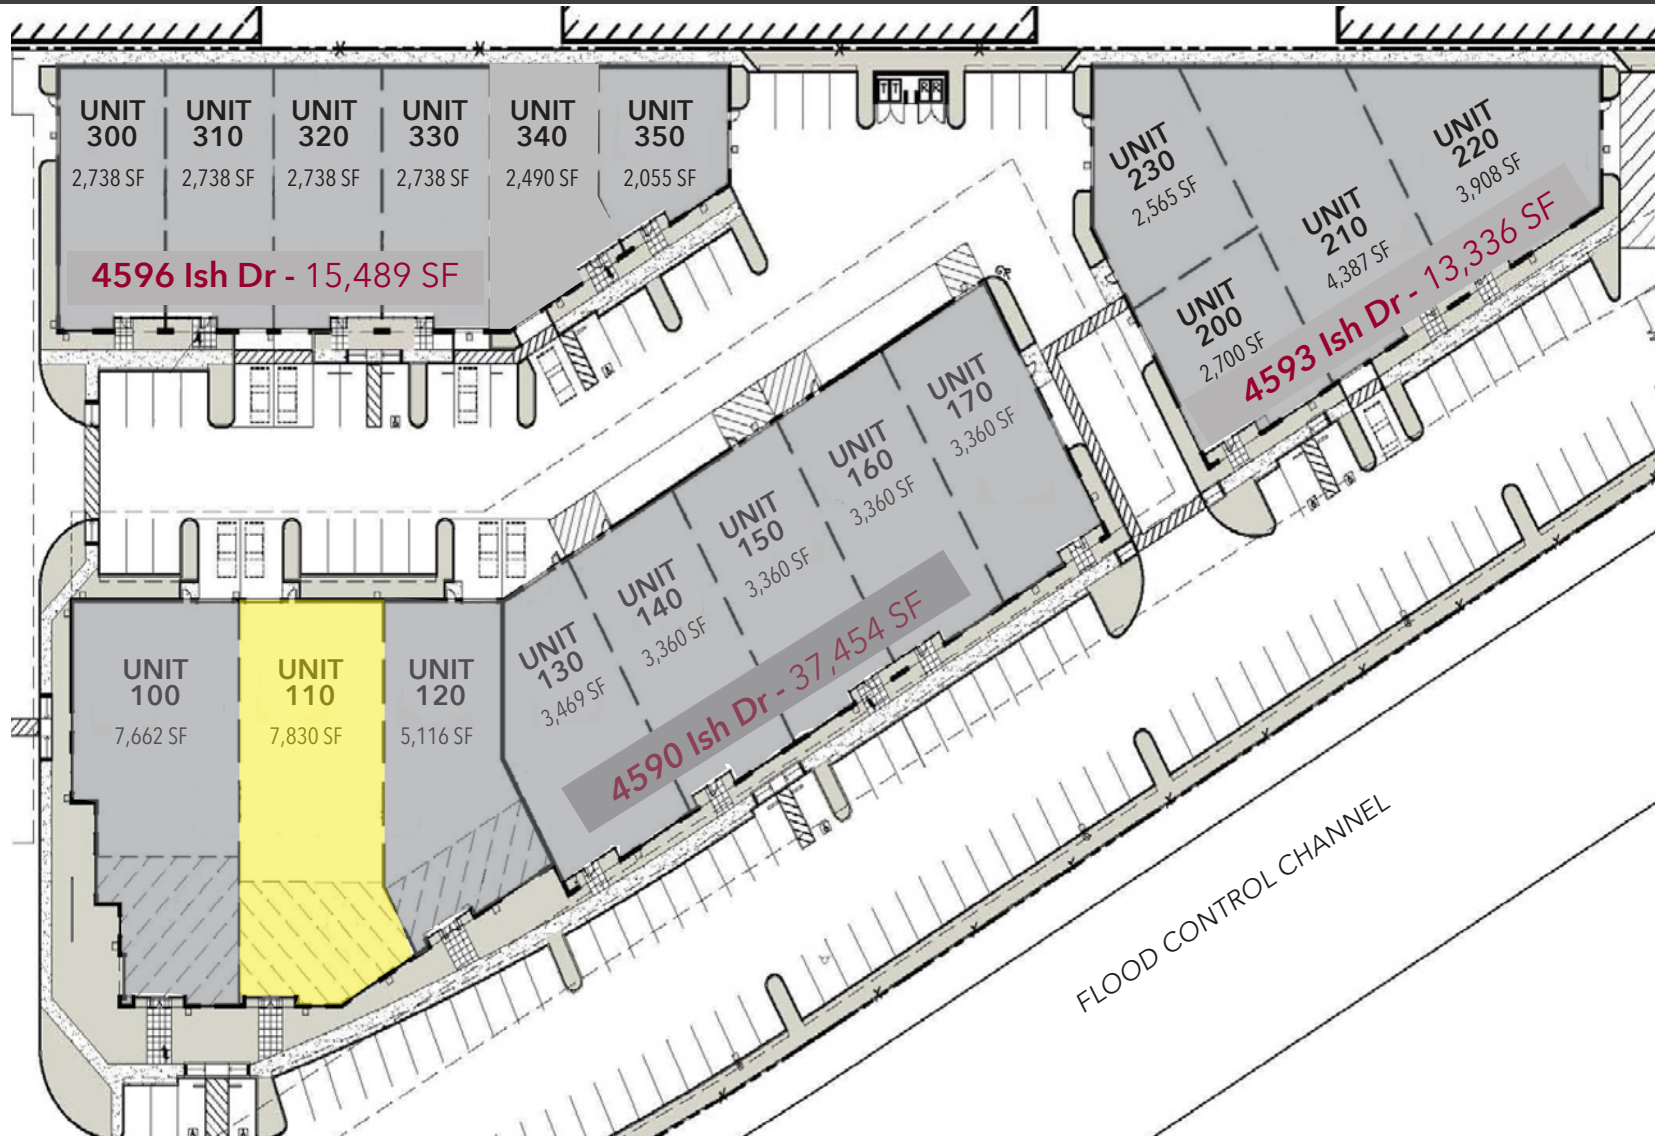 UNIT
300
2,738 SF
UNIT
310
2,738 SF
UNIT
320
2,738 SF
UNIT
330
2,738 SF
UNIT
340
2,490 SF
UNIT
350
2,055 SF
4596 Ish Dr - 15,489 SF
T T
R R
UNIT
230
2,565 SF
UNIT
220
3,908 SF
UNIT
210
4,387 SF
UNIT
200
2,700 SF
4593 Ish Dr - 13,336 SF
UNIT
170
3,360 SF
UNIT
160
3,360 SF
UNIT
150
3,360 SF
UNIT
140
3,360 SF
UNIT
130
3,469 SF
4590 Ish Dr - 37,454 SF
UNIT
100
7,662 SF
UNIT
110
7,830 SF
UNIT
120
5,116 SF
FLOOD CONTROL CHANNEL